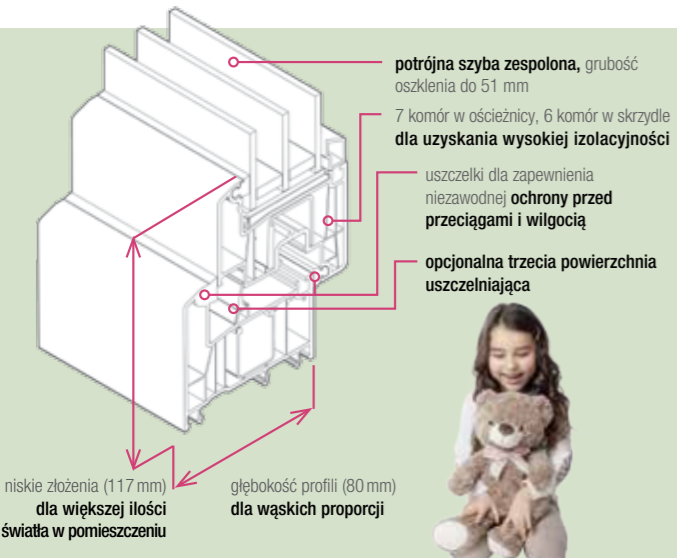 potrójna szyba zespolona, grubość
oszklenia do 51 mm
7 komór w ościeżnicy, 6 komór w skrzydle
dla uzyskania wysokiej izolacyjności
uszczelki dla zapewnienia
niezawodnej ochrony przed
przeciągami i wilgocią
opcjonalna trzecia powierzchnia
uszczelniająca
niskie złożenia (117 mm)
dla większej ilości
światła w pomieszczeniu
głębokość profili (80 mm)
dla wąskich proporcji